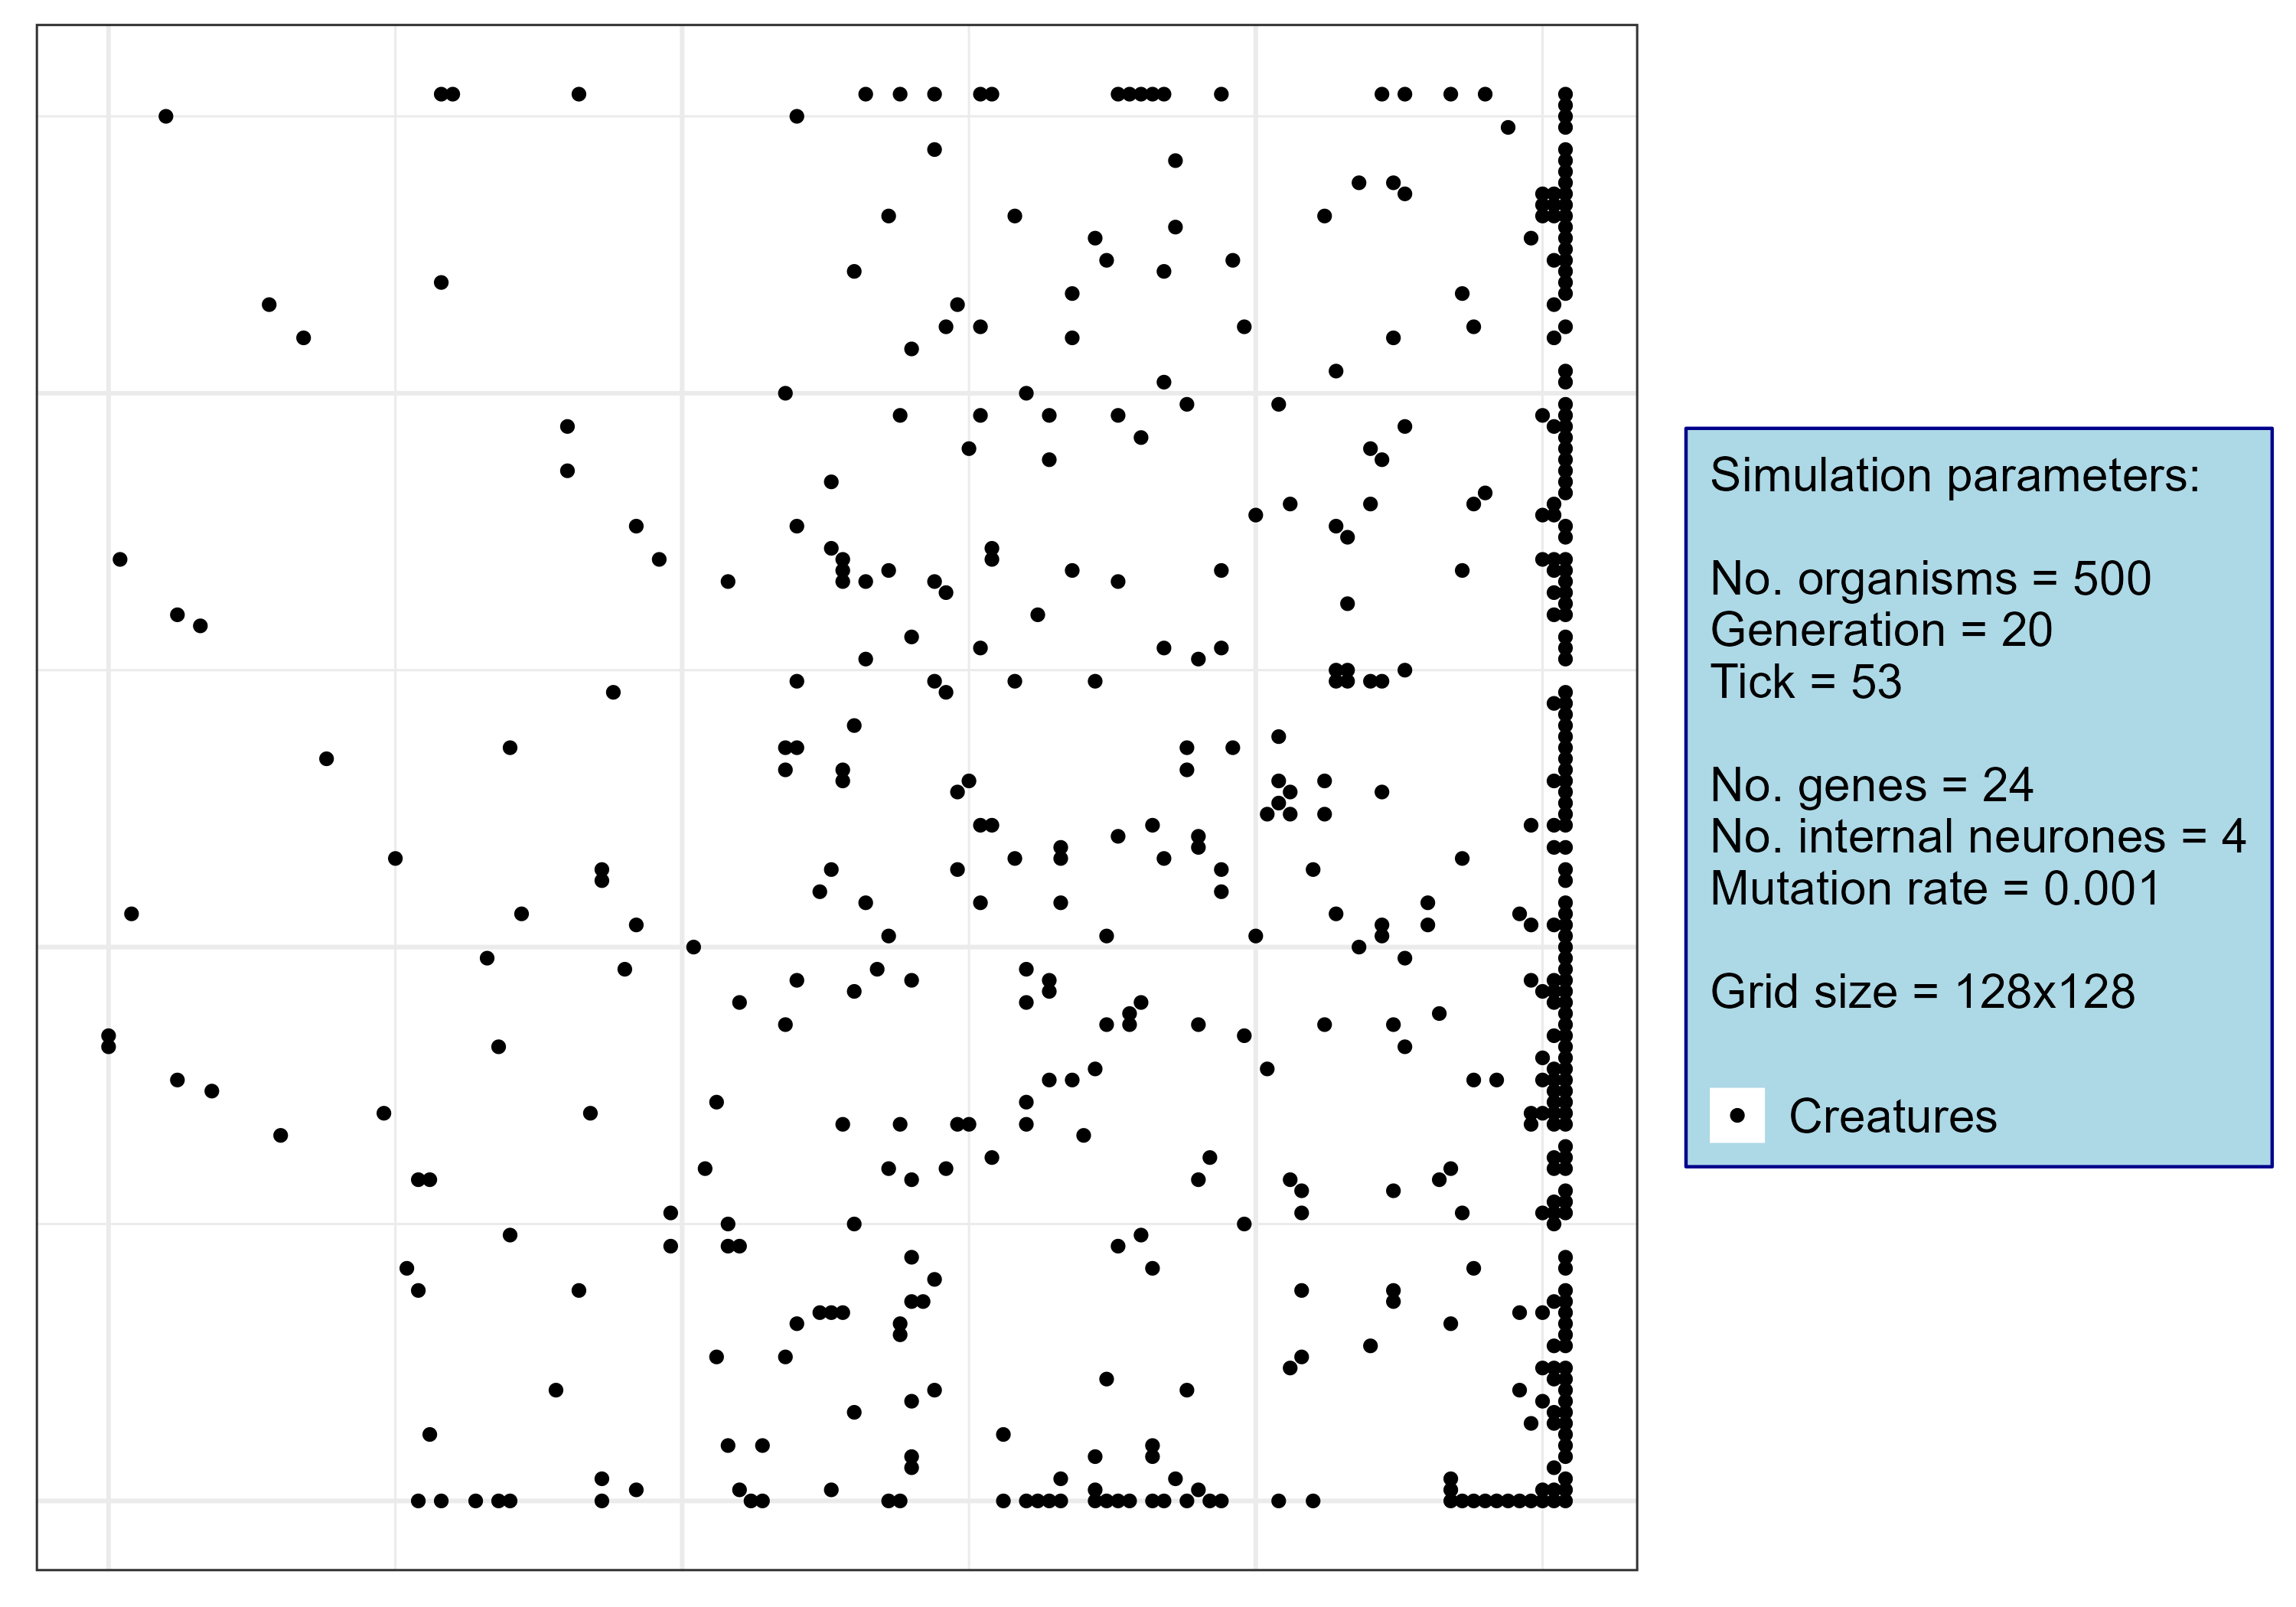 Simulation parameters:
No. organisms = 500
Generation = 20
Tick = 53
No. genes = 24
No. internal neurones = 4
Mutation rate = 0.001
Grid size = 128x128
Creatures